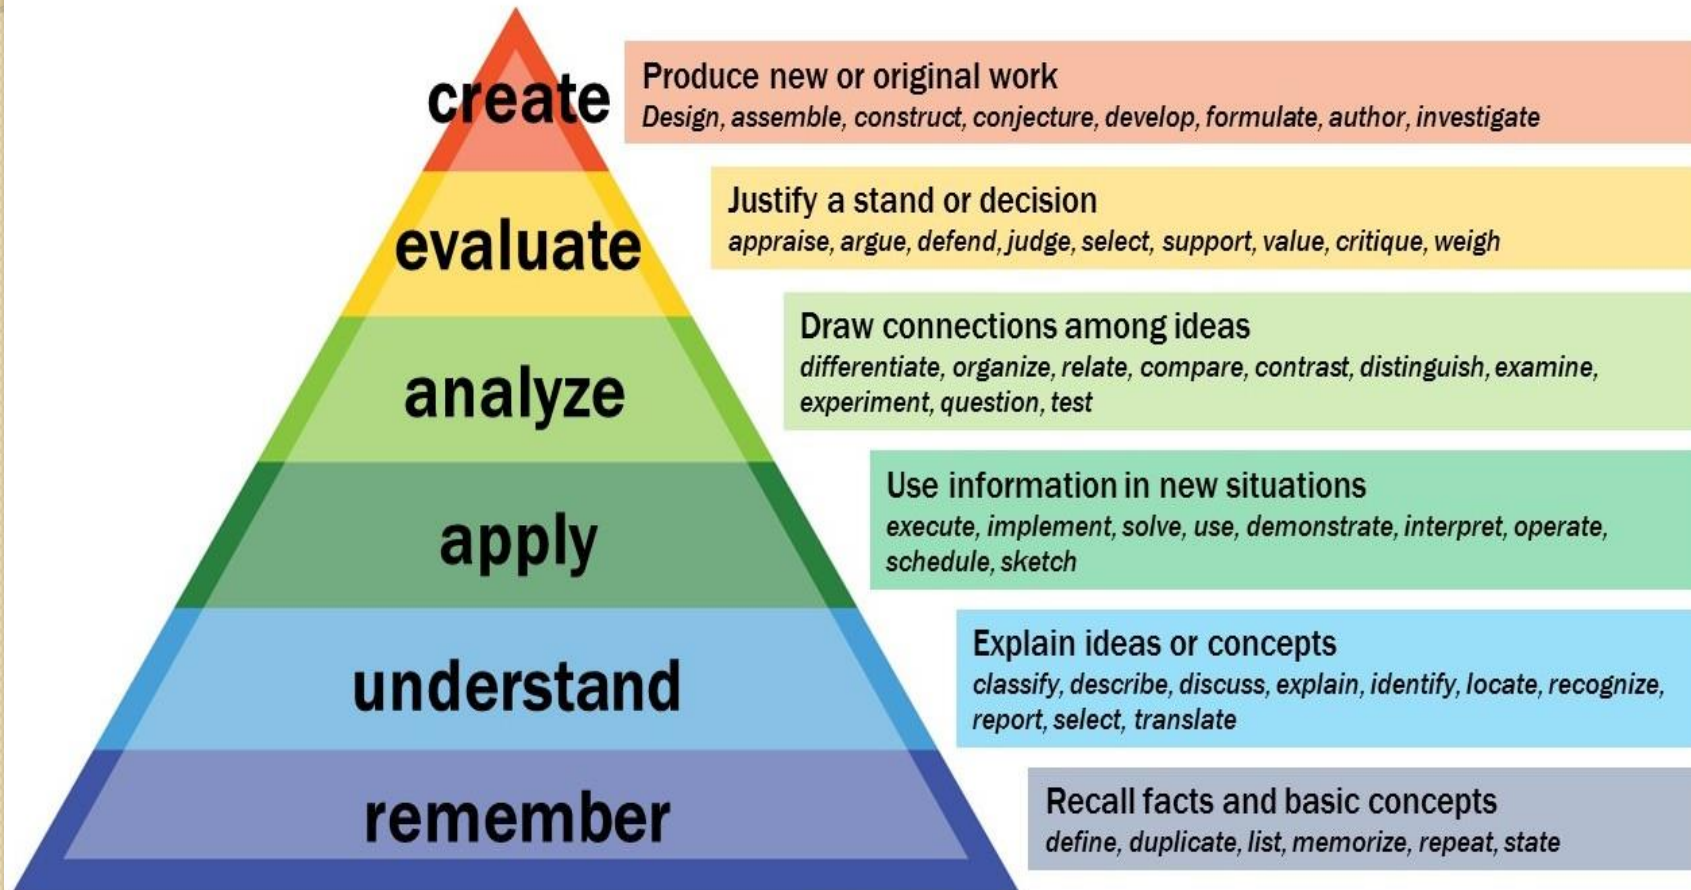 create
Produce new or original work
Design, assemble, construct, conjecture, develop, formulate, author, investigate
evaluate
Justify a stand or decision
appraise, argue, defend, judge, select, support, value, critique, weigh
analyze
Draw connections among ideas
differentiate, organize, relate, compare, contrast, distinguish, examine,
experiment, question, test
apply
Use information in new situations
execute, implement, solve, use, demonstrate, interpret, operate,
schedule, sketch
understand
Explain ideas or concepts
classify, describe, discuss, explain, identify, locate, recognize,
report, select, translate
remember
Recall facts and basic concepts
define, duplicate, list, memorize, repeat, state